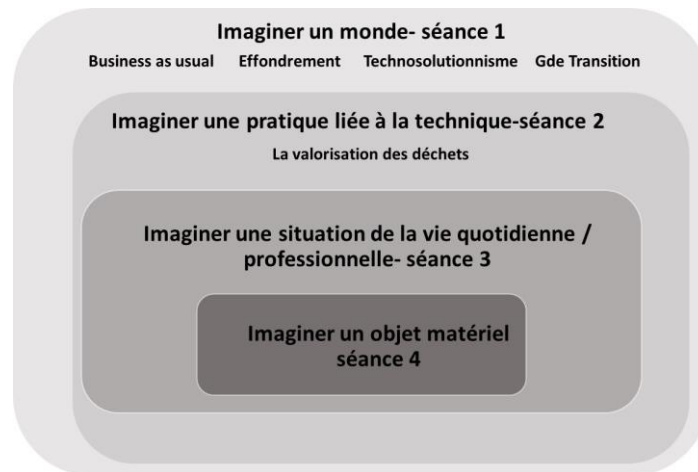 Imaginer un monde- séance 1
Business as usual Effondrement Technosolutionnisme Gde Transition
Imaginer une pratique liée à la technique-séance 2
La valorisation des déchets
Imaginer une situation de la vie quotidienne /
professionnelle- séance 3
Imaginer un objet matériel
séance 4